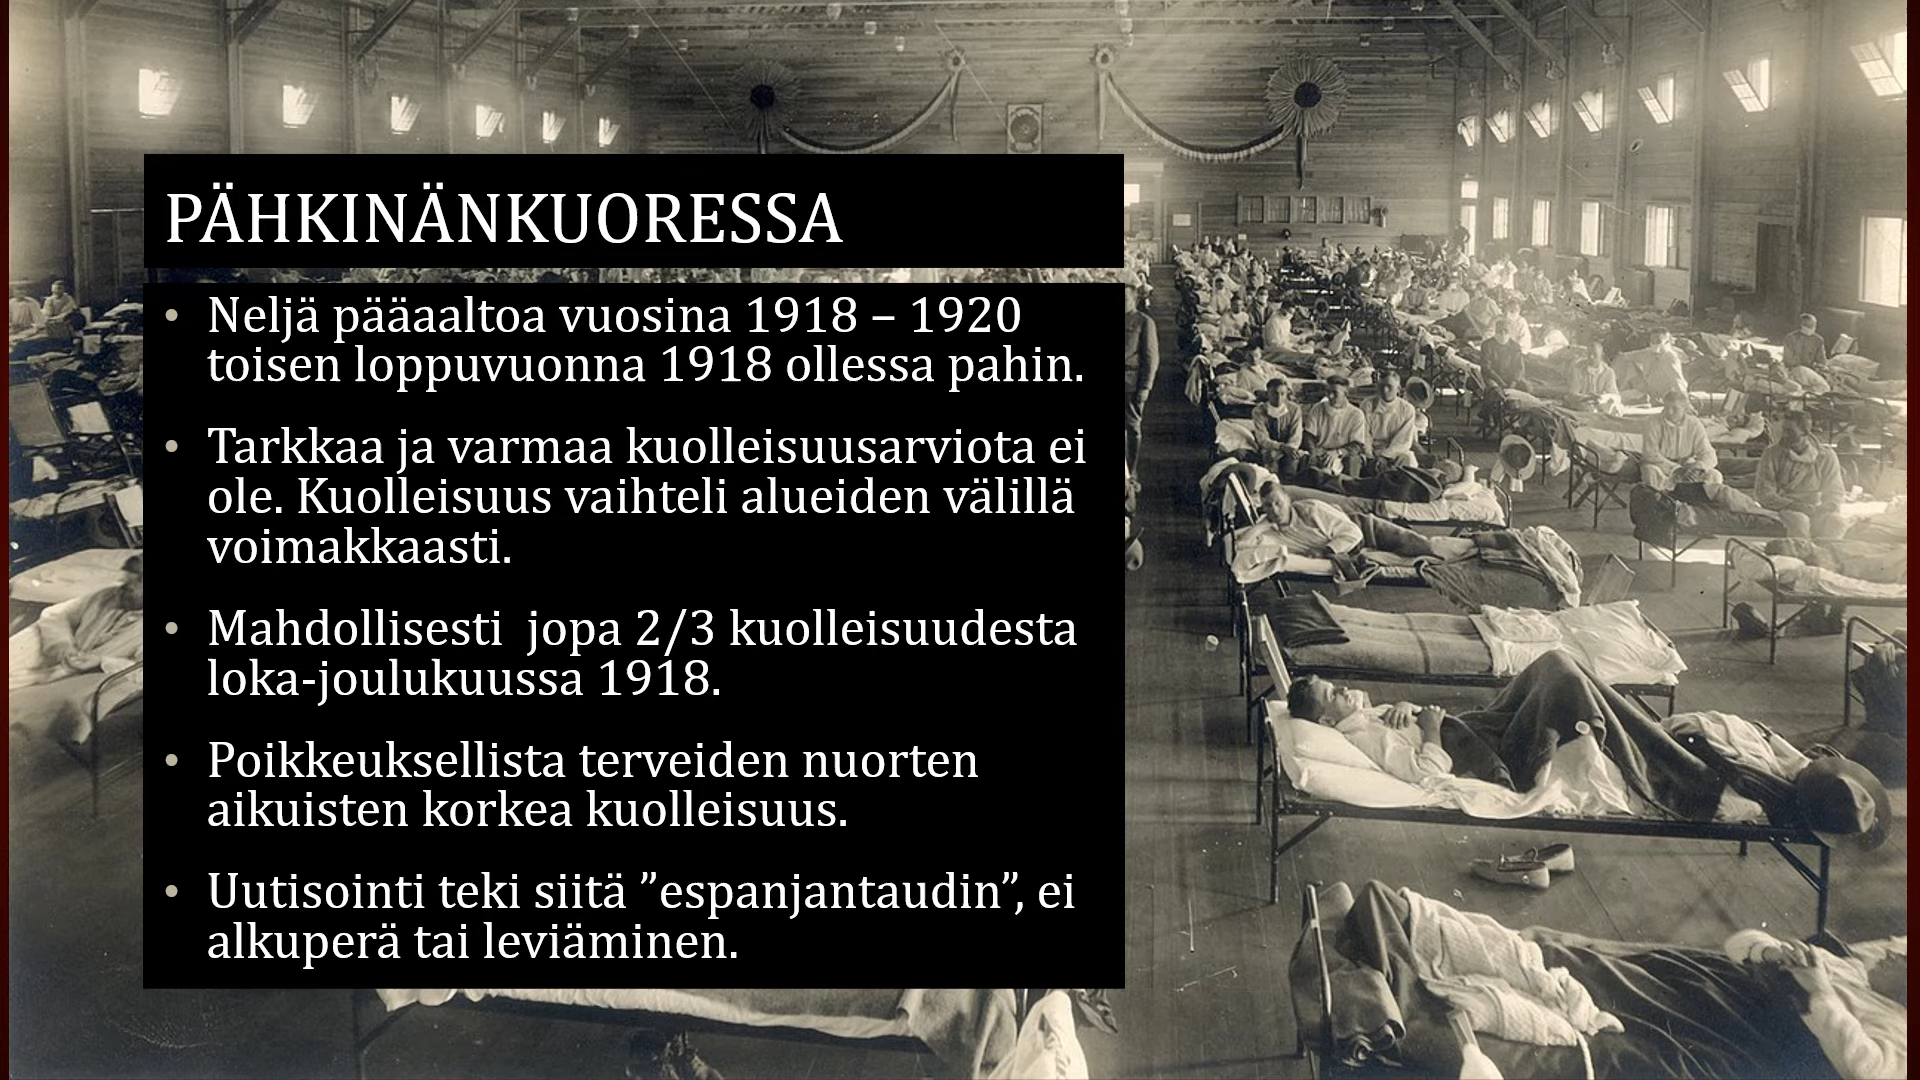 PÄHKINÄNKUORESSA
• Neljä pääaaltoa vuosina 1918 – 1920
toisen loppuvuonna 1918 ollessa pahin.
• Tarkkaa ja varmaa kuolleisuusarviota ei
ole. Kuolleisuus vaihteli alueiden välillä
voimakkaasti.
• Mahdollisesti  jopa 2/3 kuolleisuudesta
loka-joulukuussa 1918.
• Poikkeuksellista terveiden nuorten
aikuisten korkea kuolleisuus.
• Uutisointi teki siitä ”espanjantaudin”, ei
alkuperä tai leviäminen.